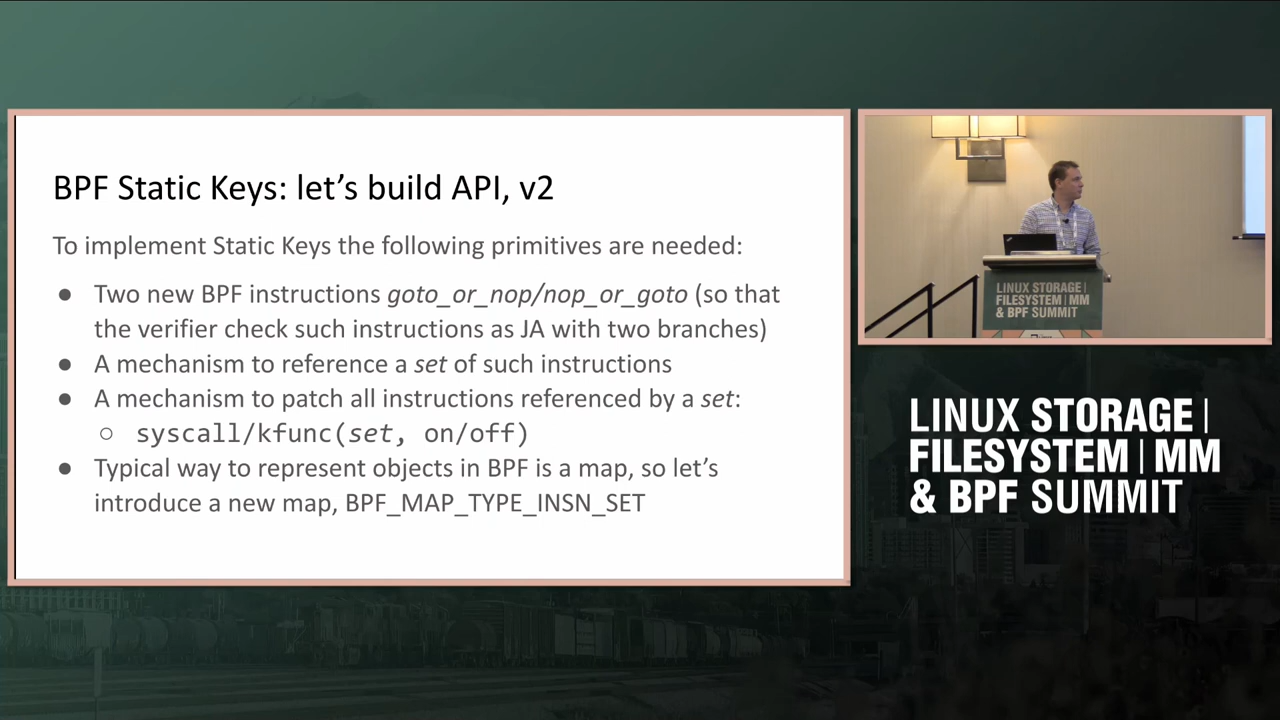 BPF Static Keys: let's build API, v2
To implement Static Keys the following primitives are needed:
● Two new BPF instructions goto_or_nop/nop_or_goto (so that
the verifier check such instructions as JA with two branches)
● A mechanism to reference a set of such instructions
● A mechanism to patch all instructions referenced by a set:
○ syscall/kfunc(set, on/off)
● Typical way to represent objects in BPF is a map, so let's
introduce a new map, BPF_MAP_TYPE_INSN_SET
LINUX STORAGE |
FILESYSTEM | MM
& BPF SUMMIT
LINUX STORAGE |
FILESYSTEM | MM
& BPF SUMMIT